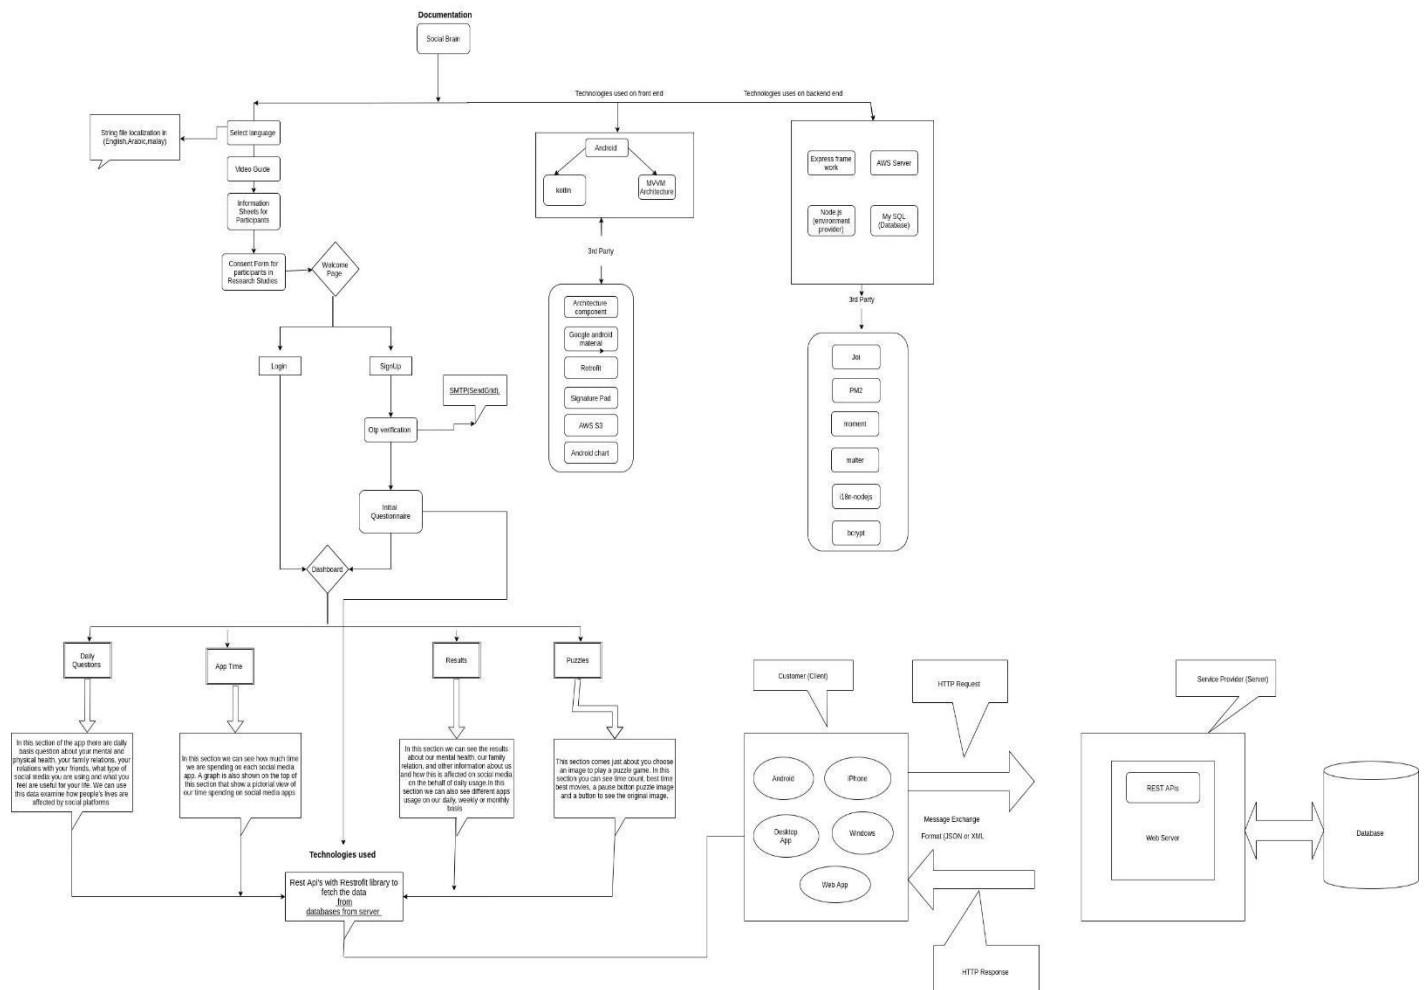 Documentation
Social Brain
Technologies used on front end
Technologies uses on backend end
String file localization in
(English,Arabic,malay)
Select language
Video Guide
Information
Sheets for
Participants
Consent Form for
participants in
Research Studies
Welcome
Page
Login
SignUp
SMTP(SendGrid).
Otp verification
Initial
Questionnaire
Dashboard
Android
kotlin
MVVM
Architecture
3rd Party
Architecture
component
Google android
material
Retrofit
Signature Pad
AWS S3
Android chart
Express frame
work
AWS Server
Node.js
(environment
provider)
My SQL
(Database)
3rd Party
Joi
PM2
moment
multer
i18n-nodejs
bcrypt
Daily
Questions
App Time
Results
Puzzles
In this section of the app there are daily
basis question about your mental and
physical health, your family relations, your
relations with your friends, what type of
social media you are using and what you
feel are useful for your life. We can use
this data examine how people's lives are
affected by social platforms
In this section we can see how much time
we are spending on each social media
app. A graph is also shown on the top of
this section that show a pictorial view of
our time spending on social media apps
In this section we can see the results
about our mental health, our family
relation, and other information about us
and how this is affected on social media
on the behalf of daily usage.In this
section we can also see different apps
usage on our daily, weekly or monthly
basis
This section comes just about you choose
an image to play a puzzle game. In this
section you can see time count, best time
best movies, a pause button puzzle image
and a button to see the original image.
Technologies used
Rest Api's with Restrofit library to
fetch the data
from
databases from server
Customer (Client)
HTTP Request
Service Provider (Server)
Android
iPhone
Desktop
App
Windows
Web App
Message Exchange
Format (JSON or XML
HTTP Response
REST APIs
Web Server
Database